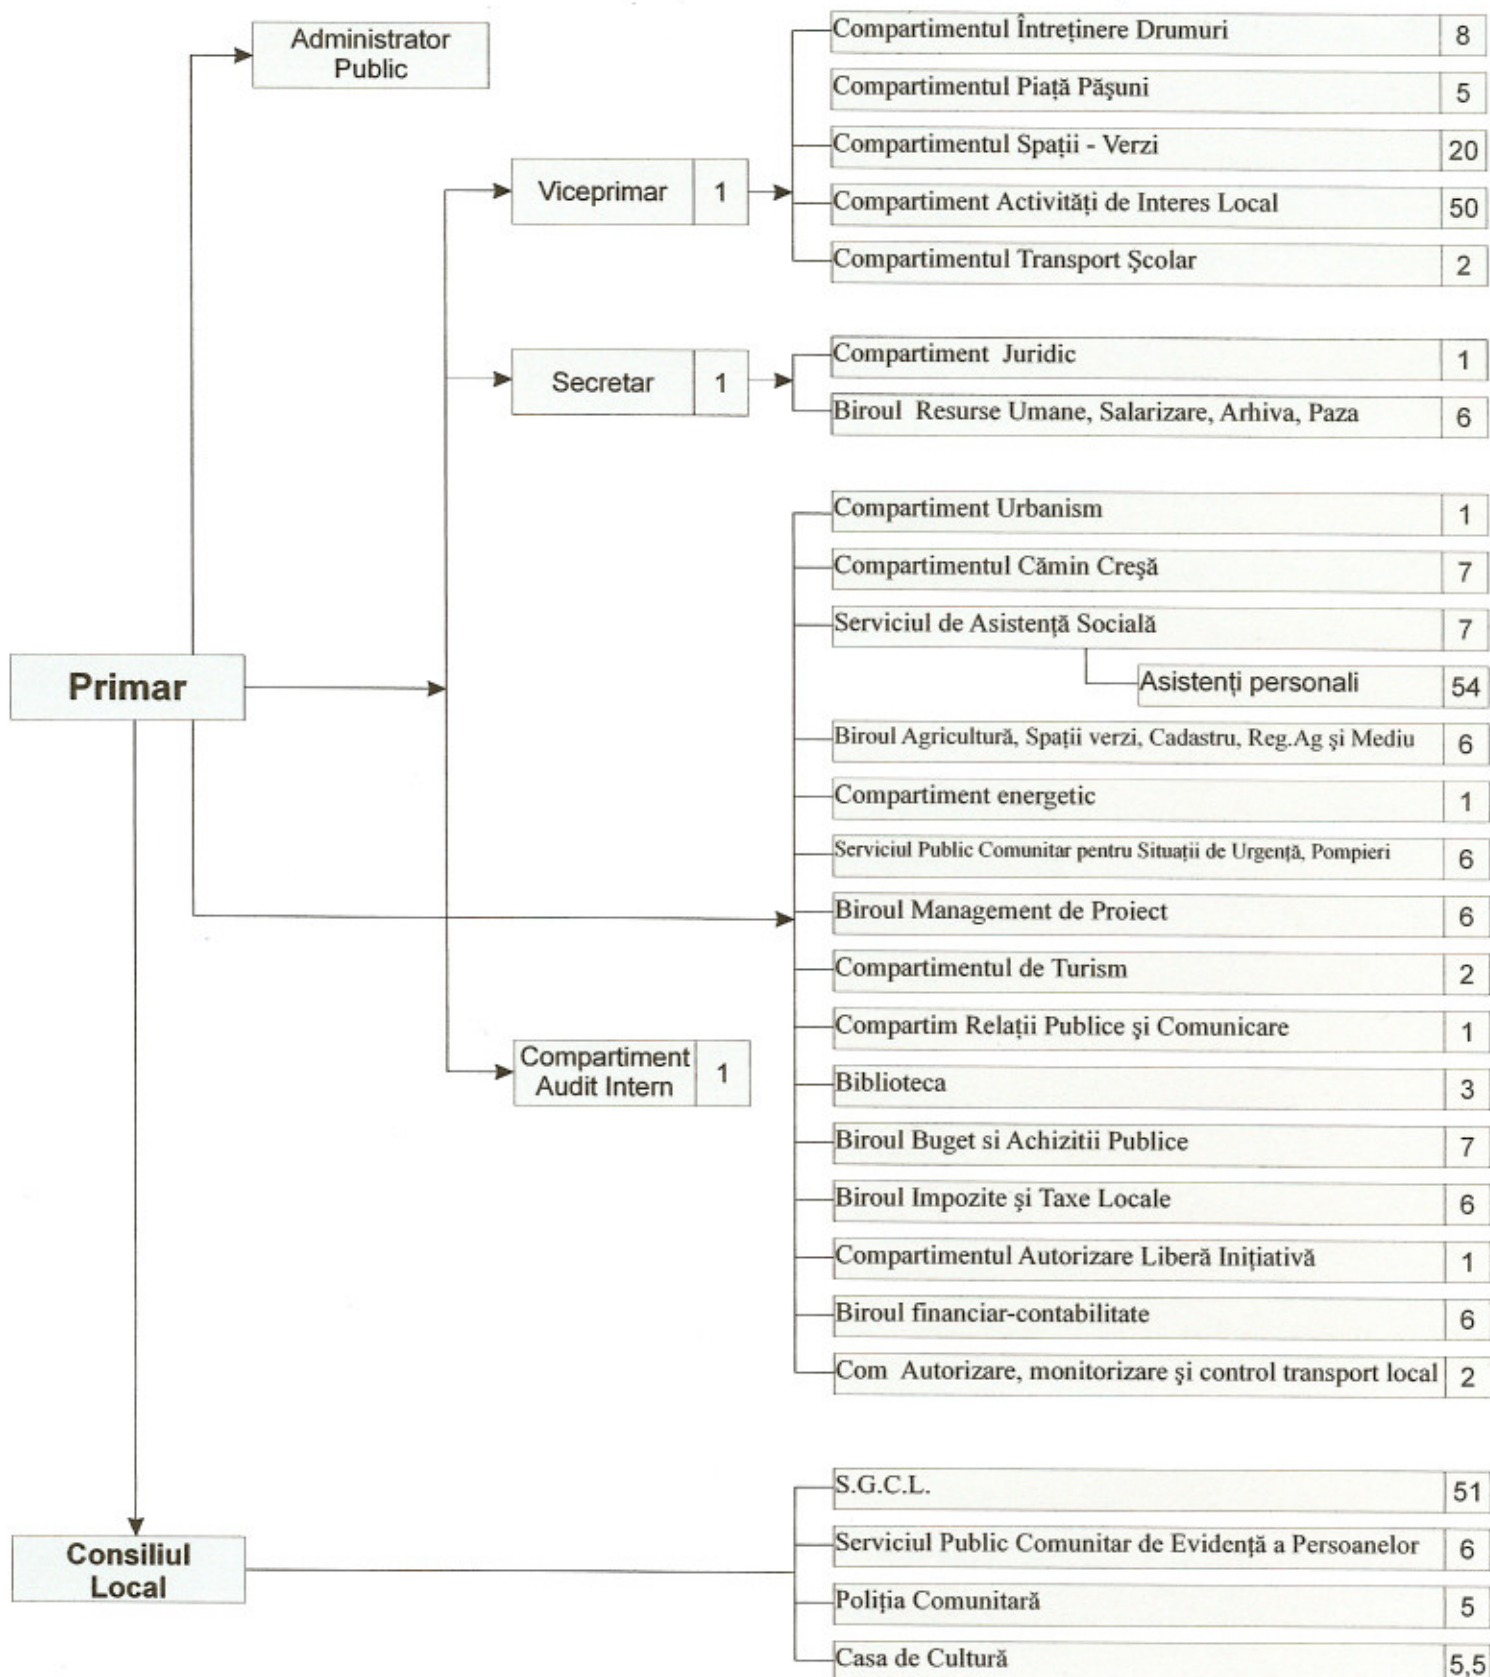 Administrator
Public
Compartimentul Întreținere Drumuri 8
Compartimentul Piață Pășuni 5
Compartimentul Spații - Verzi 20
Viceprimar 1
Compartiment Activități de Interes Local 50
Compartimentul Transport Şcolar 2
Secretar 1
Compartiment Juridic 1
Biroul Resurse Umane, Salarizare, Arhiva, Paza 6
Compartiment Urbanism 1
Compartimentul Cămin Creşă 7
Serviciul de Asistență Socială 7
Asistenți personali 54
Primar
Biroul Agricultură, Spații verzi, Cadastru, Reg.Ag și Mediu 6
Compartiment energetic 1
Serviciul Public Comunitar pentru Situații de Urgență, Pompieri 6
Biroul Management de Proiect 6
Compartimentul de Turism 2
Compartim Relații Publice și Comunicare 1
Compartiment
Audit Intern 1
Biblioteca 3
Biroul Buget si Achizitii Publice 7
Biroul Impozite și Taxe Locale 6
Compartimentul Autorizare Liberă Inițiativă 1
Biroul financiar-contabilitate 6
Com Autorizare, monitorizare și control transport local 2
Consiliul
Local
S.G.C.L. 51
Serviciul Public Comunitar de Evidență a Persoanelor 6
Poliția Comunitară 5
Casa de Cultură 5,5